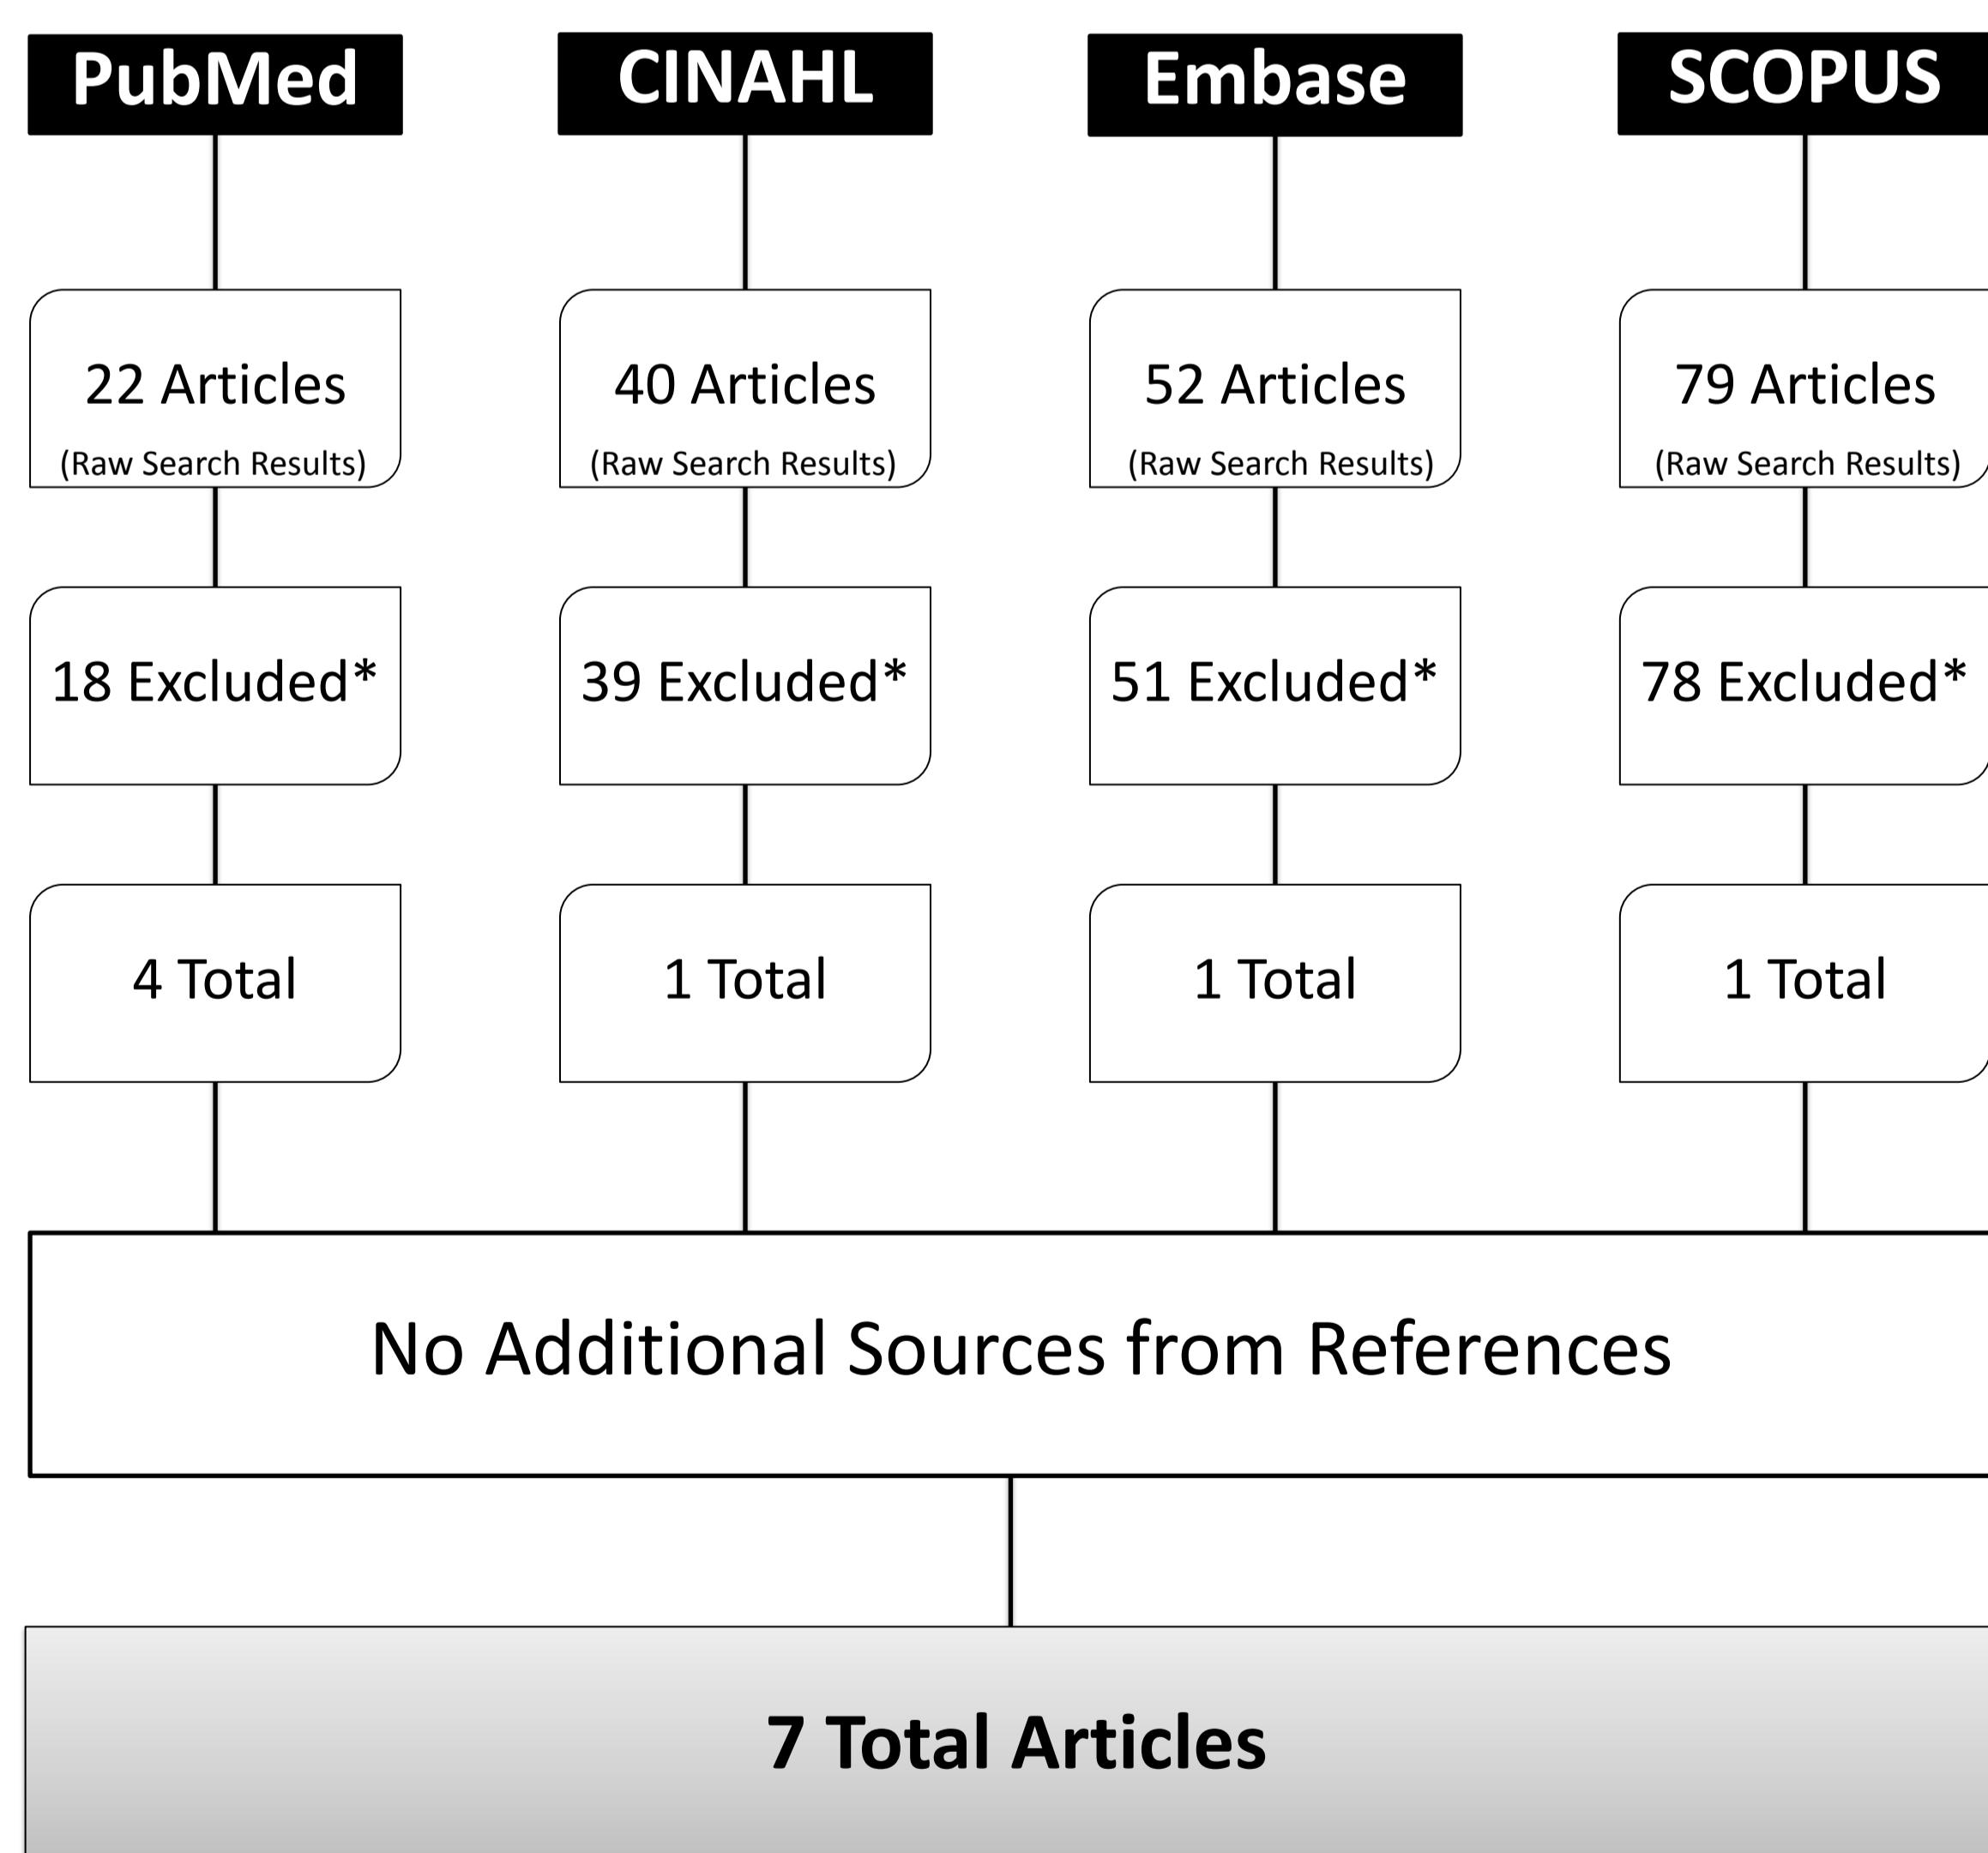 PubMed
CINAHL
Embase
SCOPUS
22 Articles
(Raw Search Results)
40 Articles
(Raw Search Results)
52 Articles
(Raw Search Results)
79 Articles
(Raw Search Results)
18 Excluded*
39 Excluded*
51 Excluded*
78 Excluded*
4 Total
1 Total
1 Total
1 Total
No Additional Sources from References
7 Total Articles